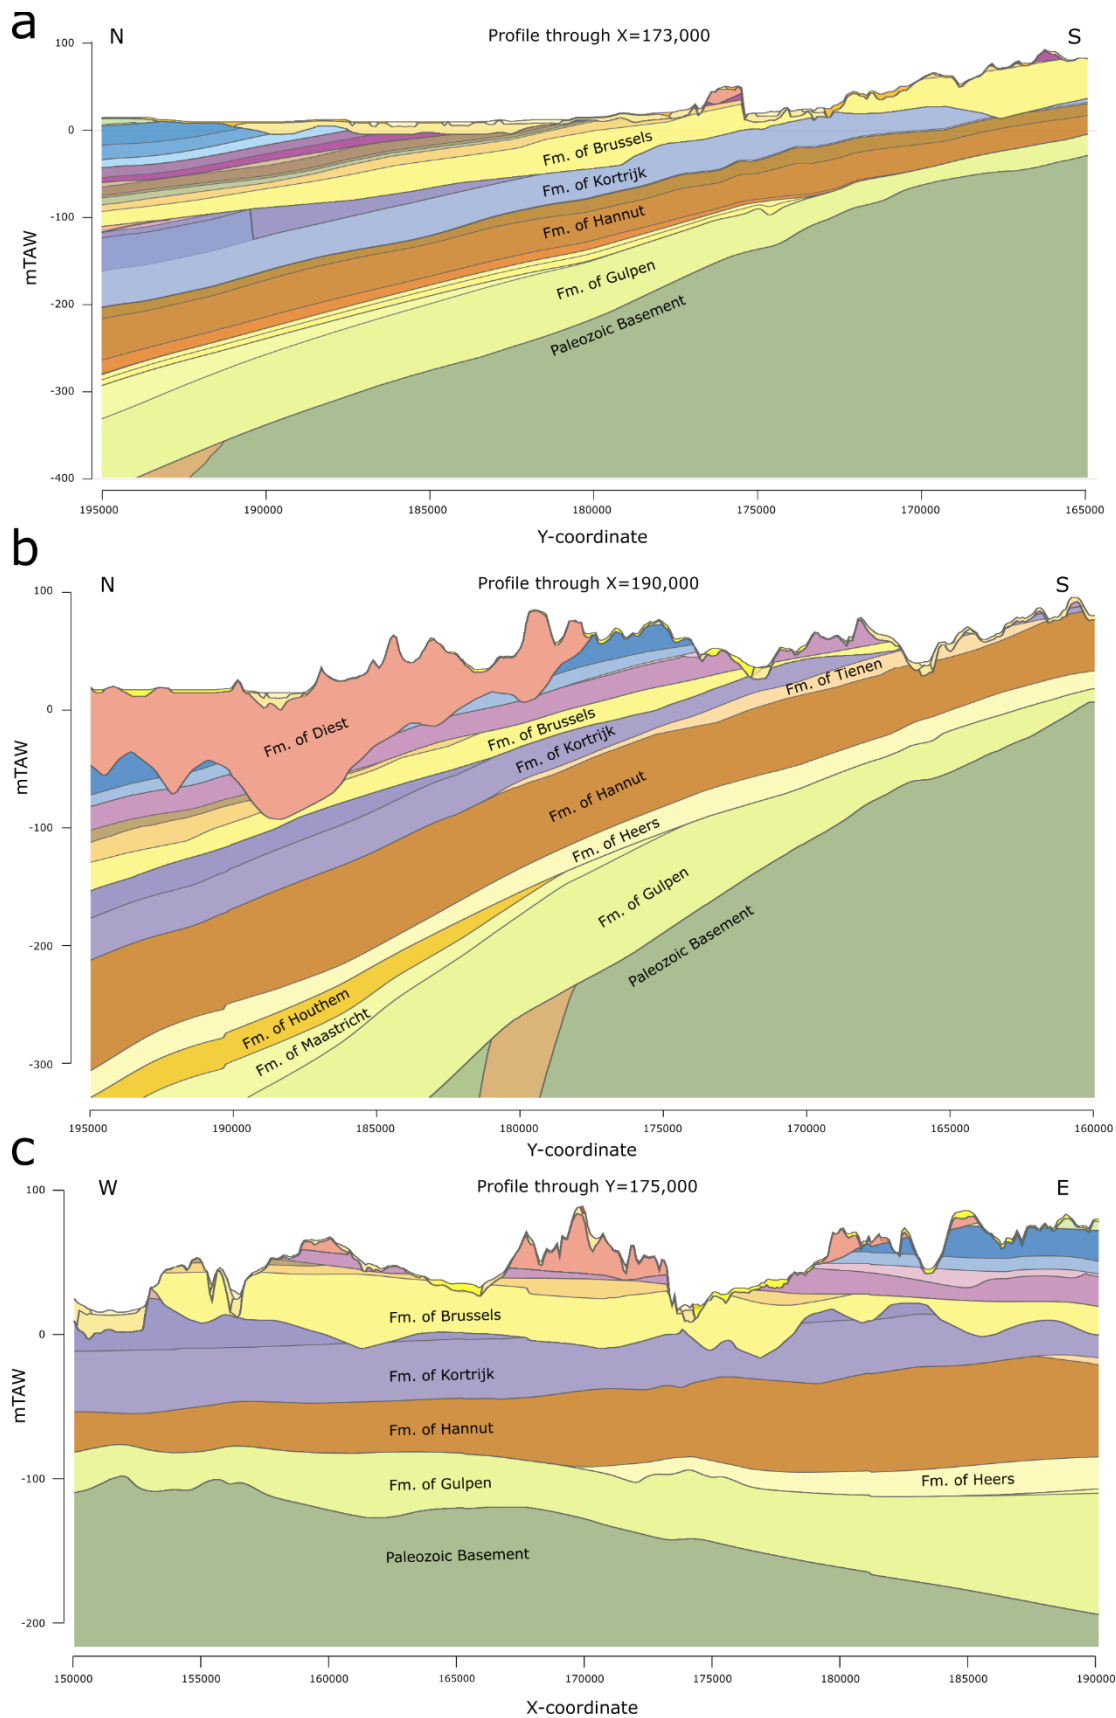 a
N
Profile through X=173,000
S
100
0
-100
-200
-300
-400
mTAW
Fm. of Brussels
Fm. of Kortrijk
Fm. of Hannut
Fm. of Gulpen
Paleozoic Basement
195000 190000 185000 180000 175000 170000 165000
Y-coordinate
b
N
Profile through X=190,000
S
100
0
-100
-200
-300
mTAW
Fm. of Diest
Fm. of Tienen
Fm. of Brussels
Fm. of Kortrijk
Fm. of Hannut
Fm. of Heers
Fm. of Gulpen
Paleozoic Basement
Fm. of Houthem
Fm. of Maastricht
195000 190000 185000 180000 175000 170000 165000 160000
Y-coordinate
c
W
Profile through Y=175,000
E
100
0
-100
-200
mTAW
Fm. of Brussels
Fm. of Kortrijk
Fm. of Hannut
Fm. of Gulpen
Fm. of Heers
Paleozoic Basement
150000 155000 160000 165000 170000 175000 180000 185000 190000
X-coordinate